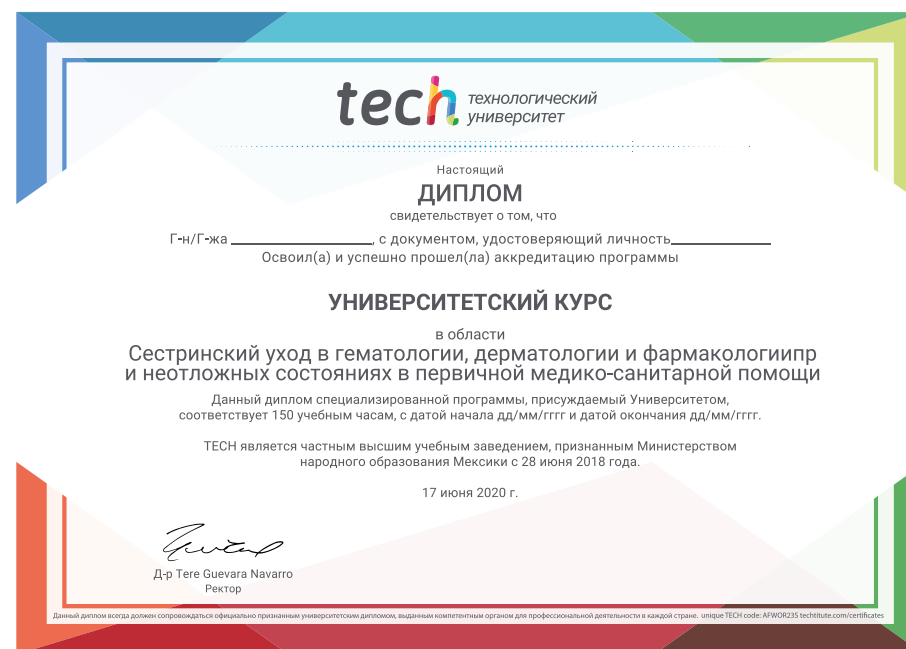 tech технологический
университет
Настоящий
ДИПЛОМ
свидетельствует о том, что
Г-н/Г-жа ____________________, с документом, удостоверяющий личность______________
Освоил(а) и успешно прошел(ла) аккредитацию программы
УНИВЕРСИТЕТСКИЙ КУРС
в области
Сестринский уход в гематологии, дерматологии и фармакологиипр
и неотложных состояниях в первичной медико-санитарной помощи
Данный диплом специализированной программы, присуждаемый Университетом,
соответствует 150 учебным часам, с датой начала дд/мм/гггг и датой окончания дд/мм/гггг.
TECH является частным высшим учебным заведением, признанным Министерством
народного образования Мексики с 28 июня 2018 года.
17 июня 2020 г.
Д-р Tere Guevara Navarro
Ректор
Данный диплом всегда должен сопровождаться официально признанным университетским дипломом, выданным компетентным органом для профессиональной деятельности в каждой стране. unique TECH code: AFWOR235 techtitute.com/certificates